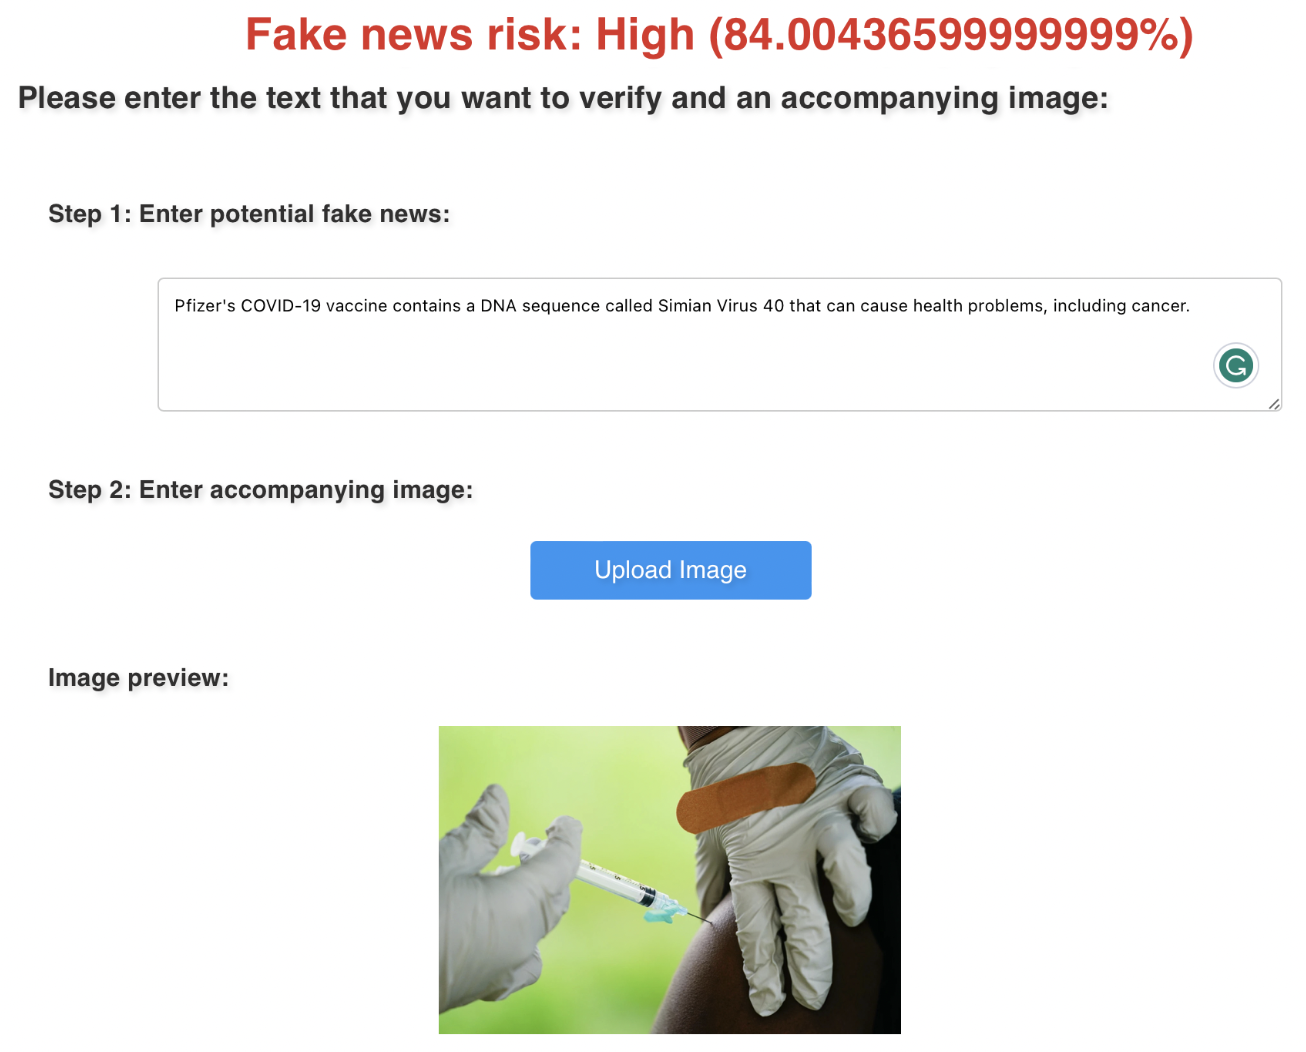 Fake news risk: High (84.00436599999999%)
Please enter the text that you want to verify and an accompanying image:
Step 1: Enter potential fake news:
Pfizer's COVID-19 vaccine contains a DNA sequence called Simian Virus 40 that can cause health problems, including cancer.
Step 2: Enter accompanying image:
Upload Image
Image preview: